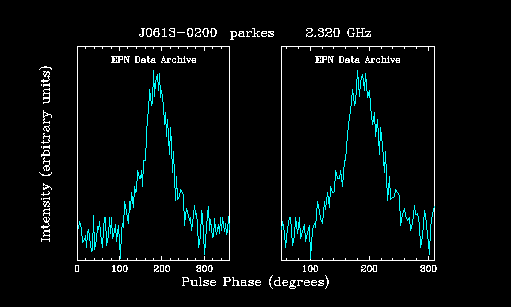 J0613-0200 parkes 2.320 GHz
EPN Data Archive EPN Data Archive
Intensity (arbitrary units)
0 100 200 300 100 200 300
Pulse Phase (degrees)